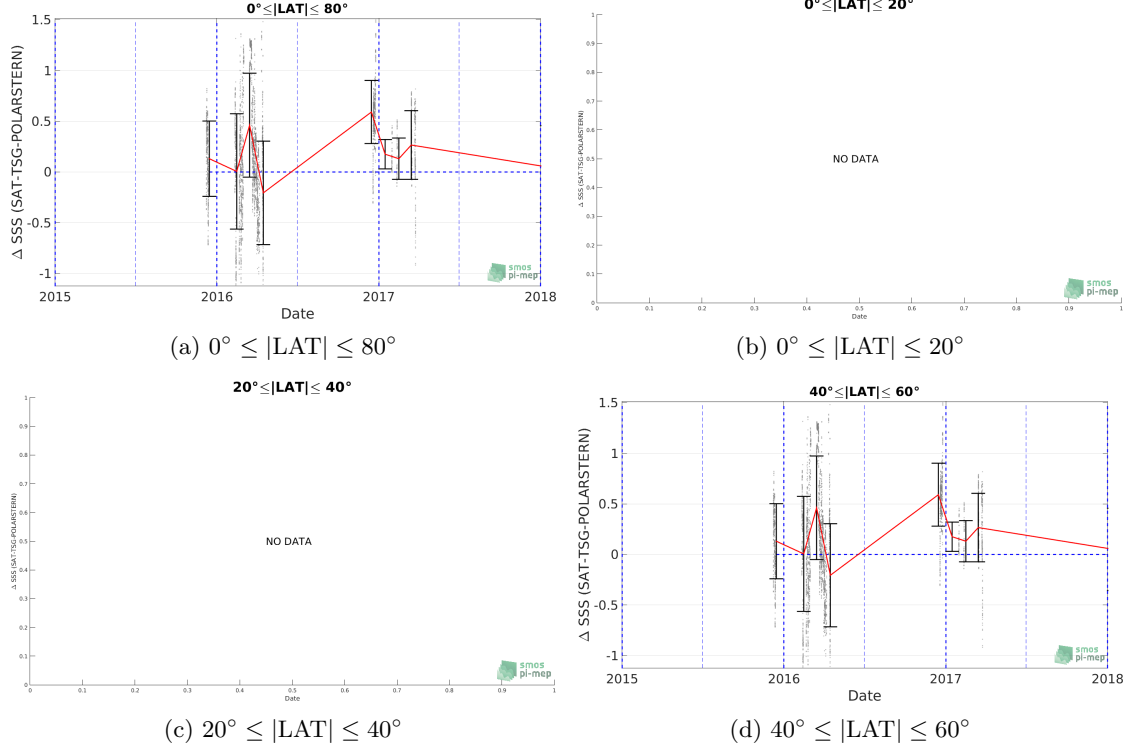 0°≤|LAT|≤ 80°
Δ SSS (SAT-TSG-POLARSTERN)
1.5
1
0.5
0
-0.5
-1
2015 2016 2017 2018
Date
smos
pi-mep
(a) 0° ≤ |LAT| ≤ 80°
0°≤|LAT|≤ 20°
Δ SSS (SAT-TSG-POLARSTERN)
1
0.9
0.8
0.7
0.6
0.5
0.4
0.3
0.2
0.1
0
NO DATA
0 0.1 0.2 0.3 0.4 0.5 0.6 0.7 0.8 0.9 1
Date
smos
pi-mep
(b) 0° ≤ |LAT| ≤ 20°
20°≤|LAT|≤ 40°
Δ SSS (SAT-TSG-POLARSTERN)
1
0.9
0.8
0.7
0.6
0.5
0.4
0.3
0.2
0.1
0
NO DATA
0 0.1 0.2 0.3 0.4 0.5 0.6 0.7 0.8 0.9 1
Date
smos
pi-mep
(c) 20° ≤ |LAT| ≤ 40°
40°≤|LAT|≤ 60°
Δ SSS (SAT-TSG-POLARSTERN)
1.5
1
0.5
0
-0.5
-1
2015 2016 2017 2018
Date
smos
pi-mep
(d) 40° ≤ |LAT| ≤ 60°